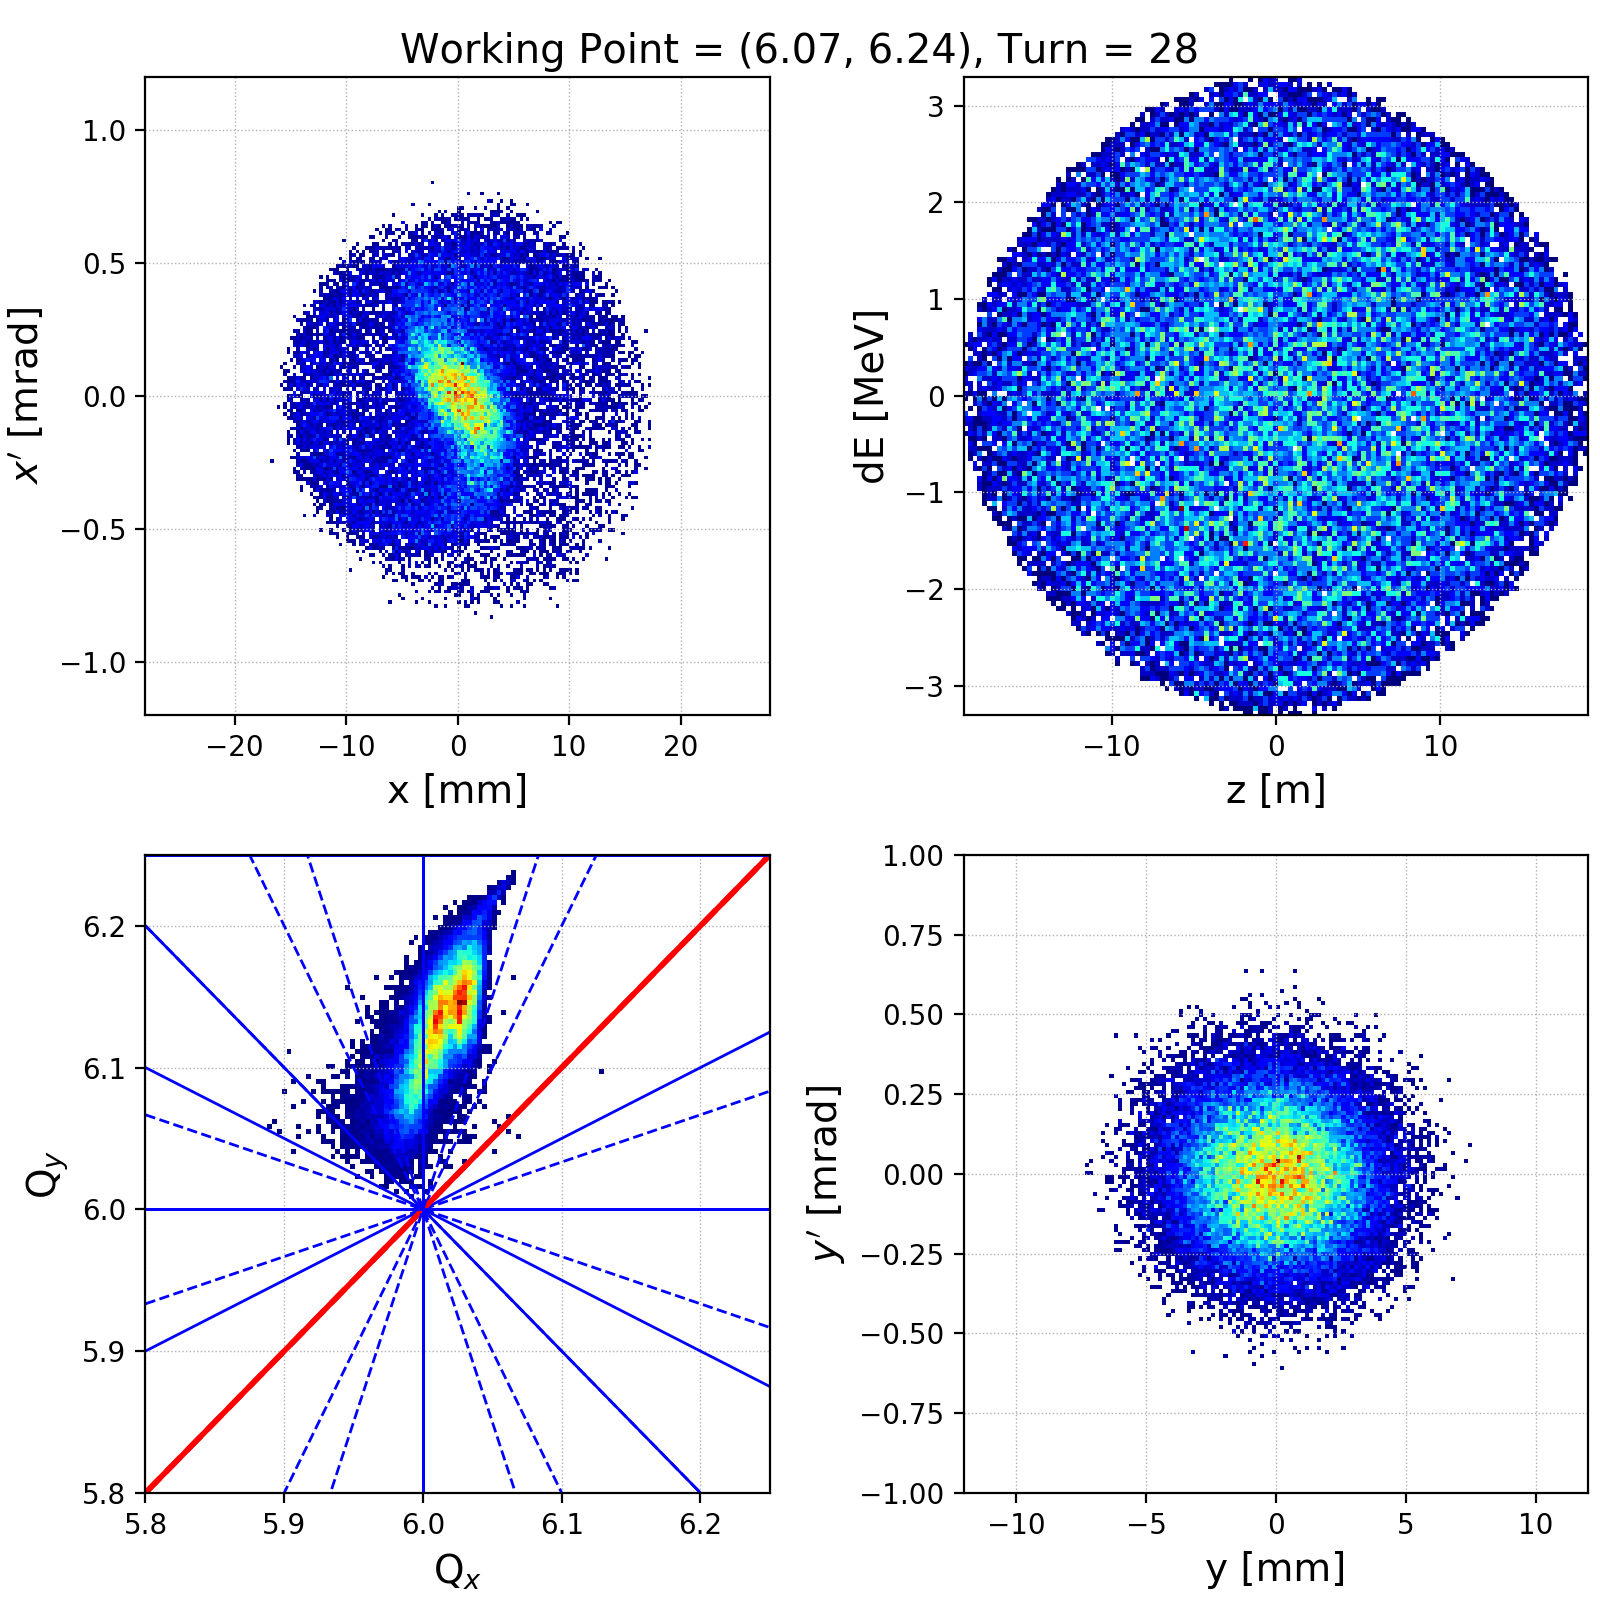 Working Point = (6.07, 6.24), Turn = 28
1.0
0.5
0.0
−0.5
−1.0
x′ [mrad]
−20 −10 0 10 20
x [mm]
3
2
1
0
−1
−2
−3
dE [MeV]
−10 0 10
z [m]
6.2
6.1
6.0
5.9
5.8
Qy
5.8 5.9 6.0 6.1 6.2
Qx
1.00
0.75
0.50
0.25
0.00
−0.25
−0.50
−0.75
−1.00
y′ [mrad]
−10 −5 0 5 10
y [mm]